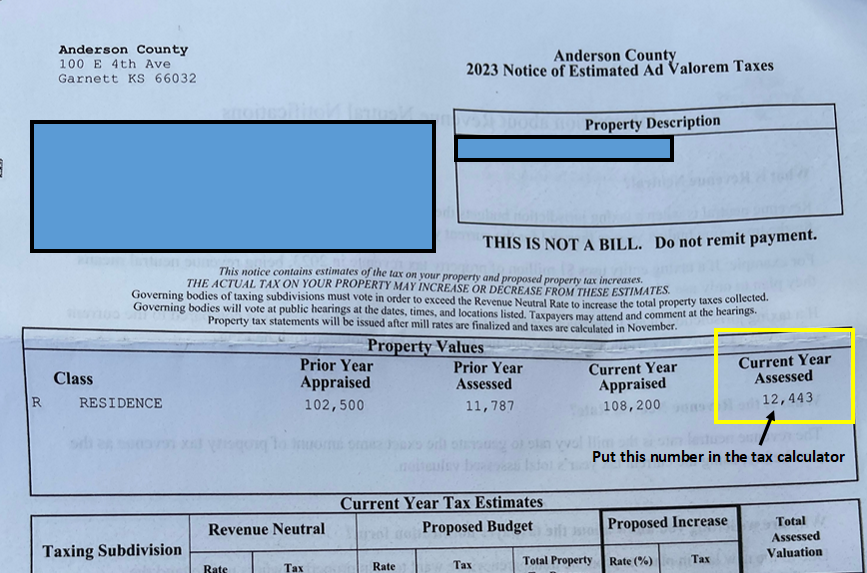 Anderson County
100 E 4th Ave
Garnett KS 66032
Anderson County
2023 Notice of Estimated Ad Valorem Taxes
Property Description
THIS IS NOT A BILL. Do not remit payment.
This notice contains estimates of the tax on your property and proposed property tax increases.
THE ACTUAL TAX ON YOUR PROPERTY MAY INCREASE OR DECREASE FROM THESE ESTIMATES.
Governing bodies of taxing subdivisions must vote in order to exceed the Revenue Neutral Rate to increase the total property taxes collected.
Governing bodies will vote at public hearings at the dates, times, and locations listed. Taxpayers may attend and comment at the hearings.
Property tax statements will be issued after mill rates are finalized and taxes are calculated in November.
Property Values
Class Prior Year Appraised Prior Year Assessed Current Year Appraised Current Year Assessed
R RESIDENCE 102,500 11,787 108,200 12,443
Put this number in the tax calculator
Current Year Tax Estimates
Taxing Subdivision Revenue Neutral Proposed Budget Proposed Increase Total Assessed Valuation
Rate Tax Rate Tax Total Property Rate (%) Tax